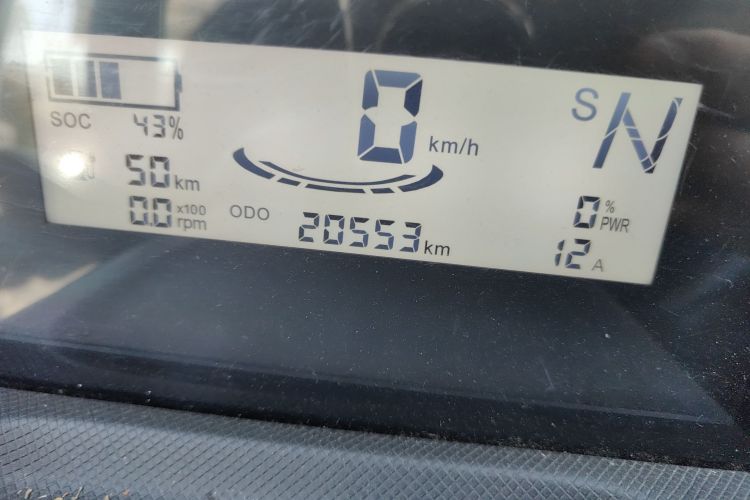 SOC 43%
0 km/h
S N
50 km
0.0 x100 rpm
ODO 20553 km
0 % PWR
12 A